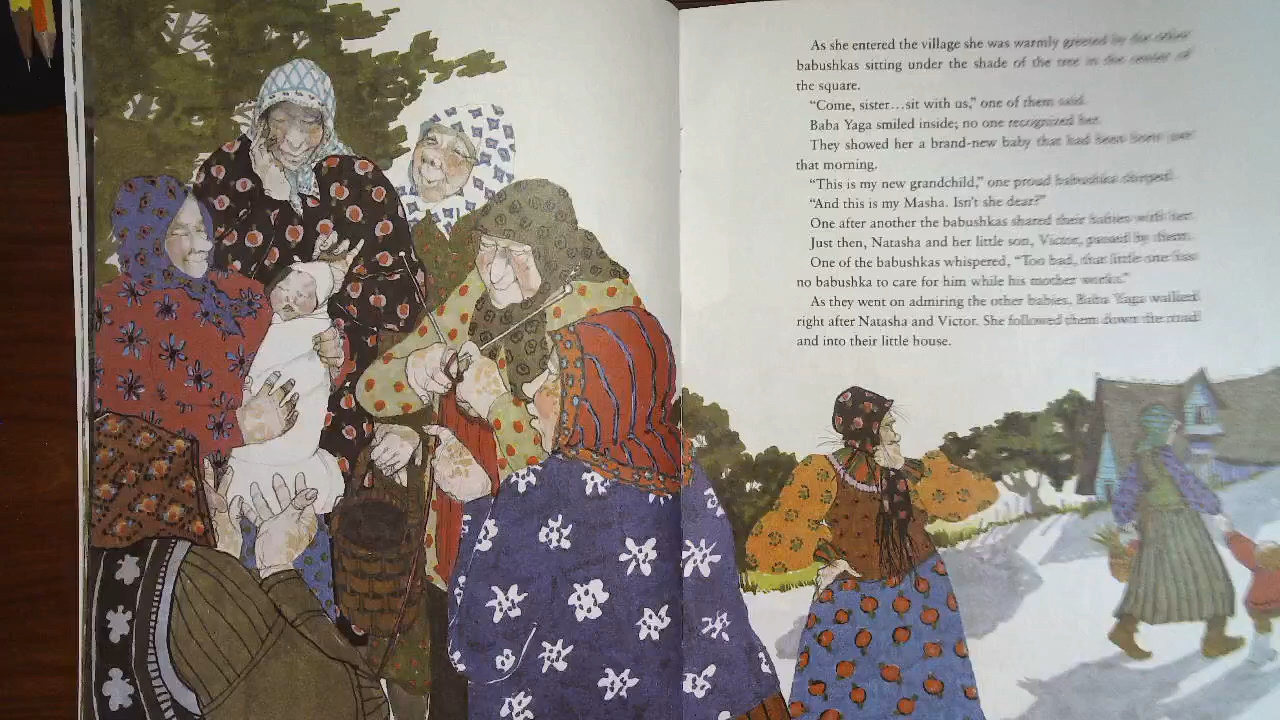 As she entered the village she was warmly greeted by the other
babushkas sitting under the shade of the tree in the center of
the square.
“Come, sister…sit with us,” one of them said.
Baba Yaga smiled inside; no one recognized her.
They showed her a brand-new baby that had been born just
that morning.
“This is my new grandchild,” one proud babushka chirped.
“And this is my Masha. Isn't she dear?”
One after another the babushkas shared their babies with her.
Just then, Natasha and her little son, Victor, passed by them.
One of the babushkas whispered, “Too bad, that little one has
no babushka to care for him while his mother works.”
As they went on admiring the other babies, Baba Yaga walked
right after Natasha and Victor. She followed them down the road
and into their little house.